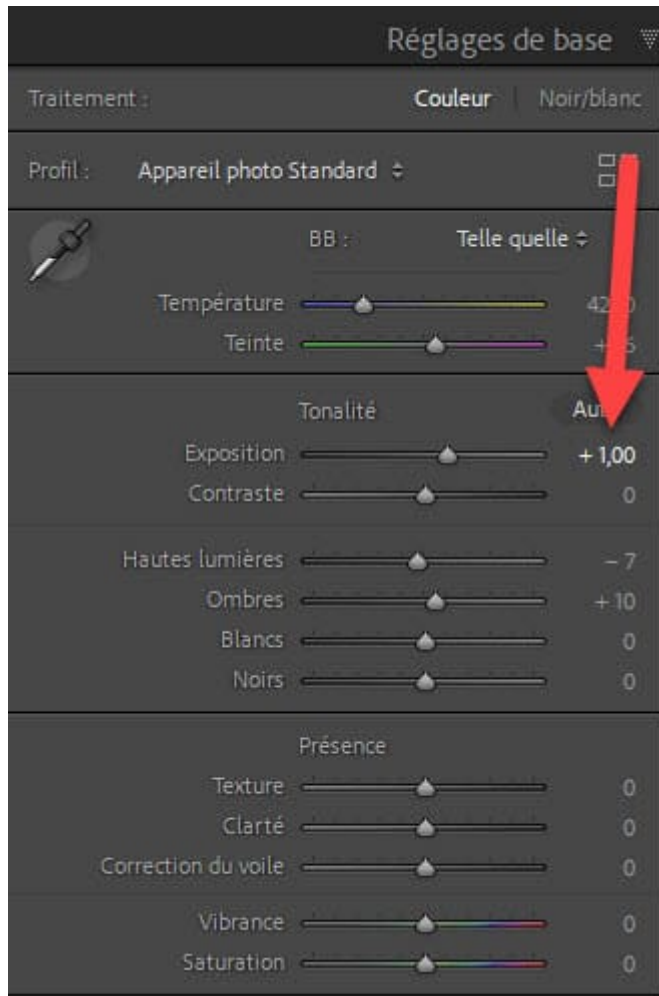 Réglages de base
Traitement : Couleur Noir/blanc
Profil : Appareil photo Standard
BB : Telle quelle
Température
Teinte
Tonalité
Exposition + 1,00
Contraste 0
Hautes lumières - 7
Ombres + 10
Blancs 0
Noirs 0
Présence
Texture 0
Clarté 0
Correction du voile 0
Vibrance 0
Saturation 0